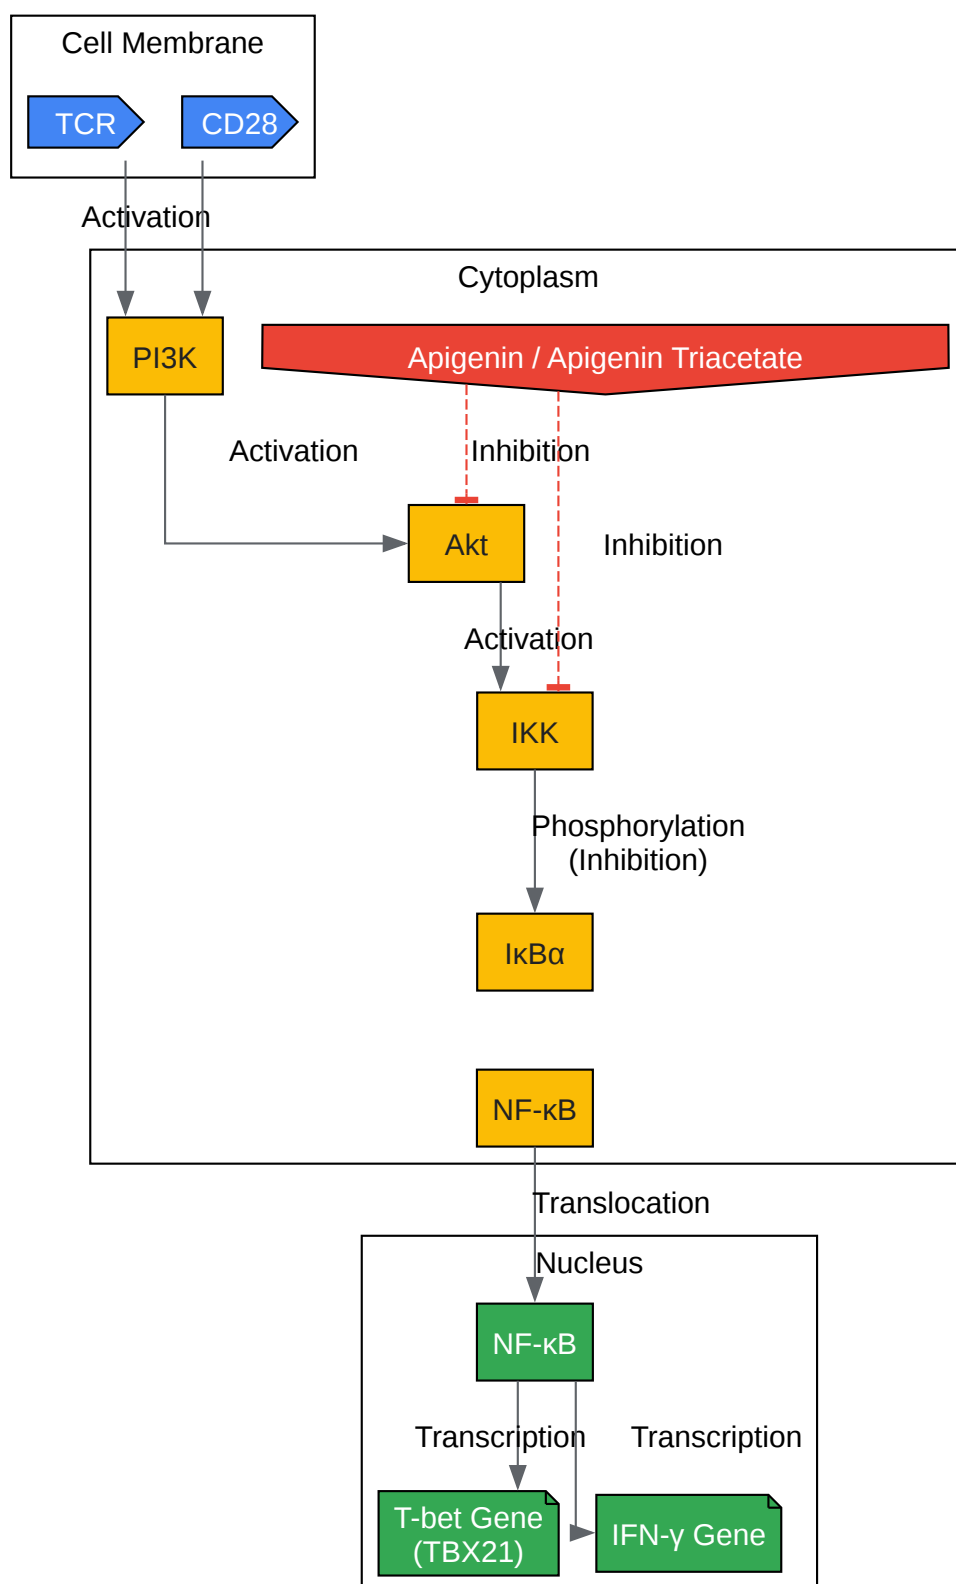 Cell Membrane
TCR
CD28
Activation
Cytoplasm
PI3K
Apigenin / Apigenin Triacetate
Activation
Inhibition
Akt
Inhibition
Activation
IKK
Phosphorylation
(Inhibition)
IκBα
NF-κB
Translocation
Nucleus
NF-κB
Transcription
Transcription
T-bet Gene
(TBX21)
IFN-γ Gene